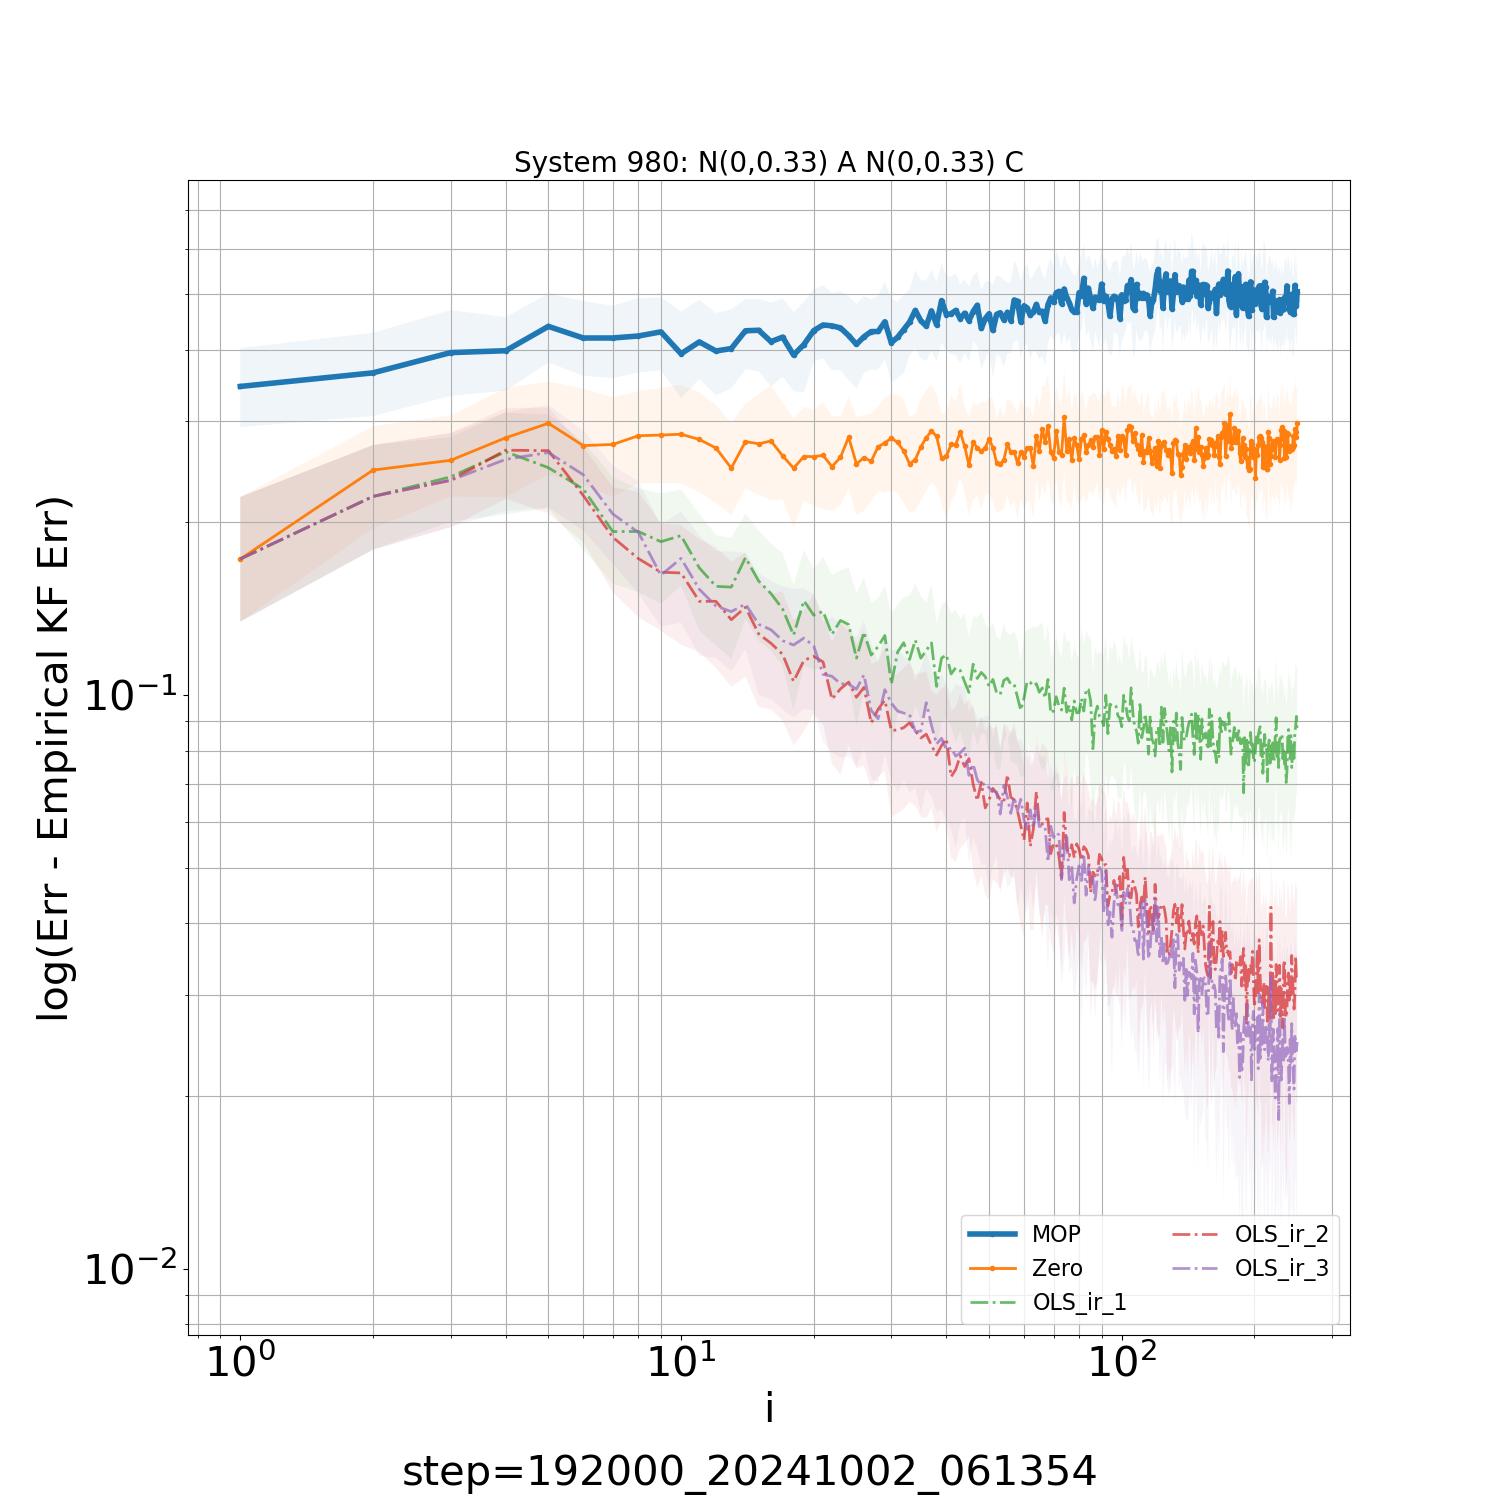 System 980: N(0,0.33) A N(0,0.33) C
log(Err - Empirical KF Err)
10⁻¹
10⁻²
MOP
Zero
OLS_ir_1
OLS_ir_2
OLS_ir_3
10⁰ 10¹ 10²
i
step=192000_20241002_061354